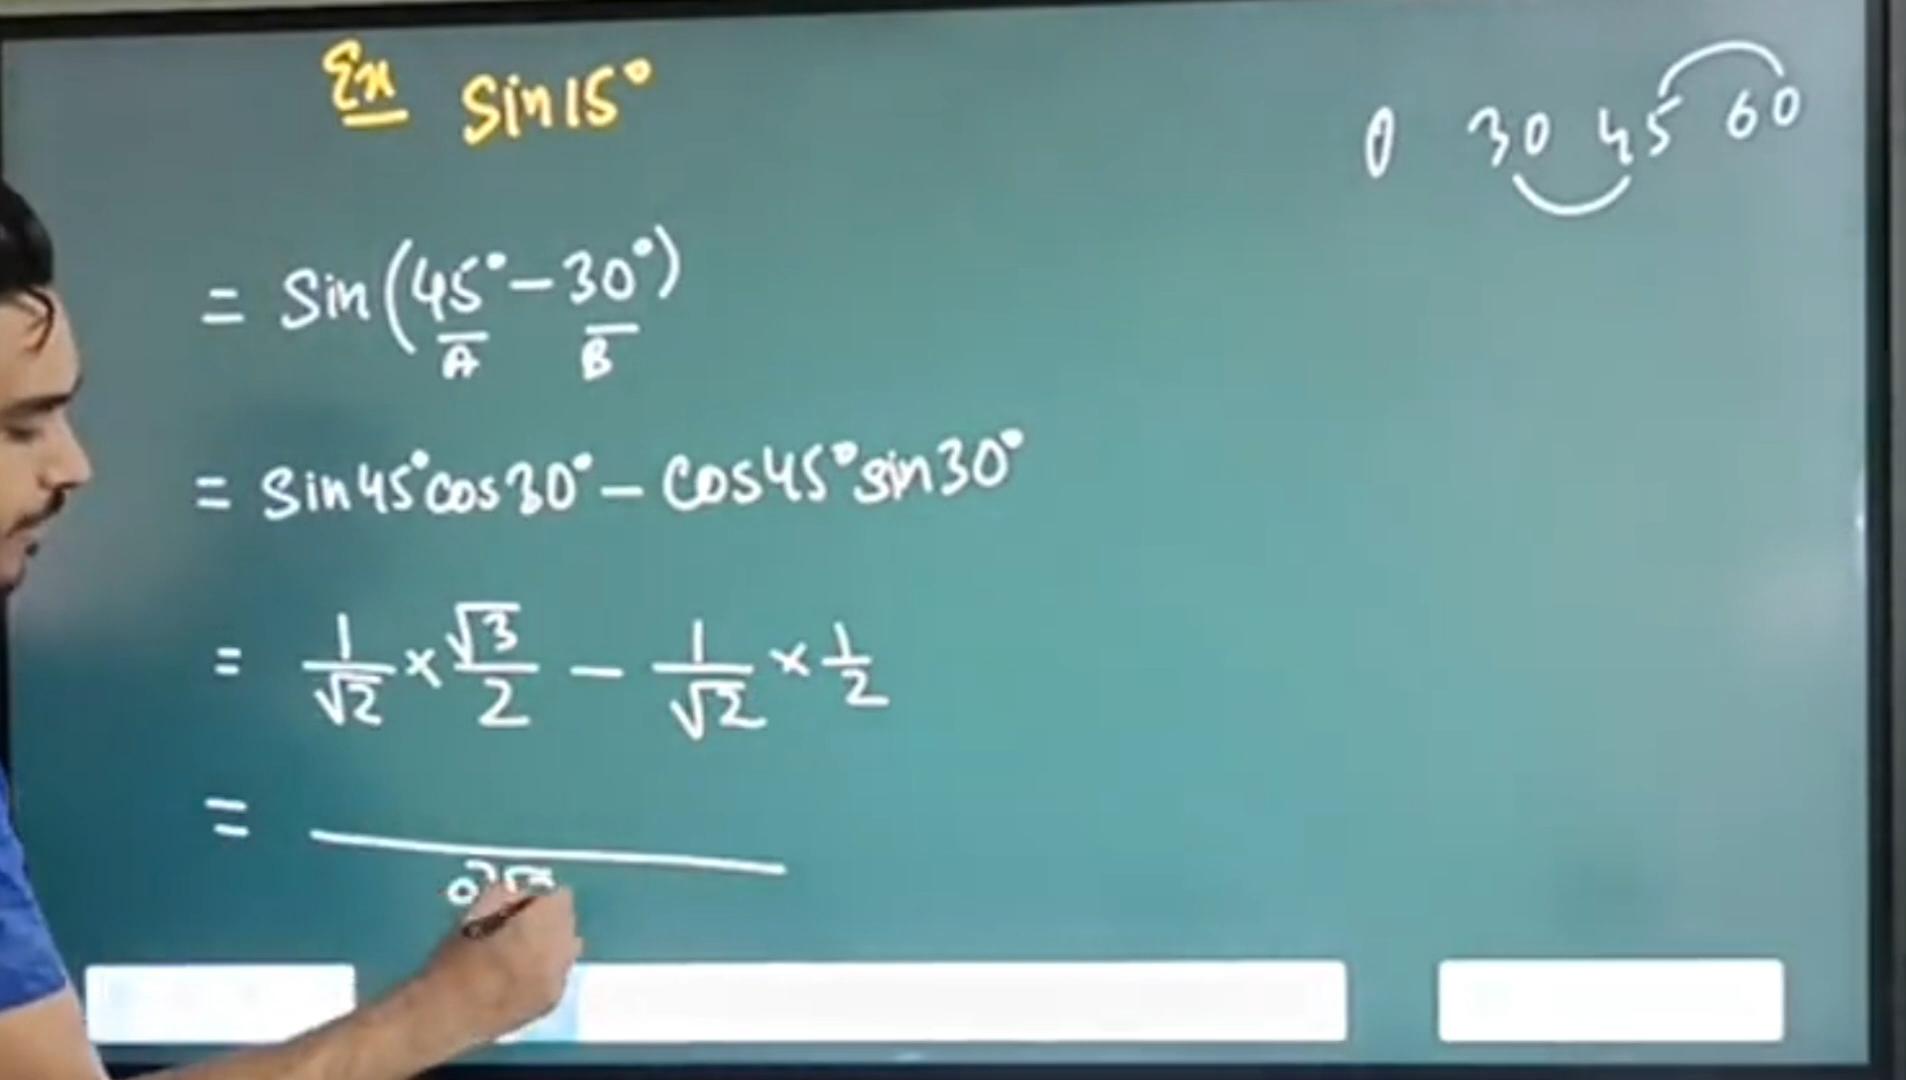 Ex Sin15°
0 30 45 60
= Sin(45° - 30°)
A B
= Sin45°cos30° - Cos45°sin30°
= 1/√2 × √3/2 - 1/√2 × 1/2
=